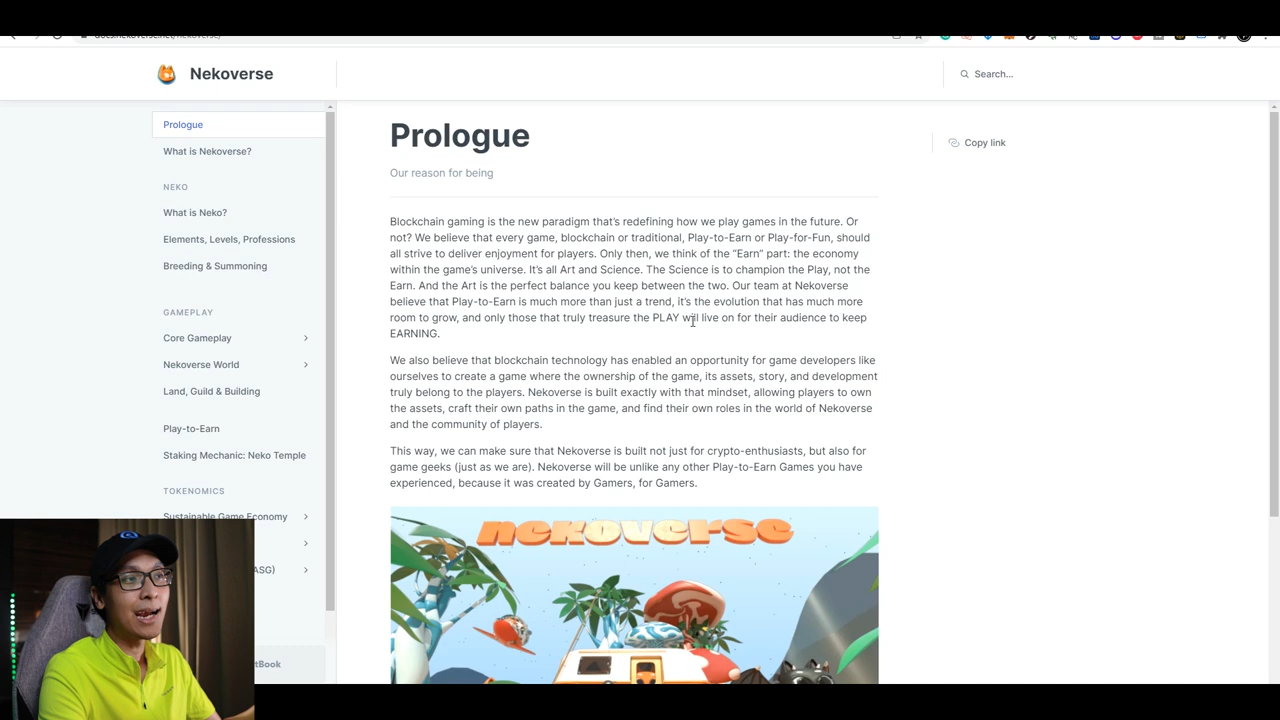 Nekoverse
Search...
Prologue
What is Nekoverse?
NEKO
What is Neko?
Elements, Levels, Professions
Breeding & Summoning
GAMEPLAY
Core Gameplay
Nekoverse World
Land, Guild & Building
Play-to-Earn
Staking Mechanic: Neko Temple
TOKENOMICS
Sustainable Game Economy
ASG)
Prologue
Copy link
Our reason for being
Blockchain gaming is the new paradigm that's redefining how we play games in the future. Or
not? We believe that every game, blockchain or traditional, Play-to-Earn or Play-for-Fun, should
all strive to deliver enjoyment for players. Only then, we think of the “Earn” part: the economy
within the game's universe. It's all Art and Science. The Science is to champion the Play, not the
Earn. And the Art is the perfect balance you keep between the two. Our team at Nekoverse
believe that Play-to-Earn is much more than just a trend, it's the evolution that has much more
room to grow, and only those that truly treasure the PLAY will live on for their audience to keep
EARNING.
We also believe that blockchain technology has enabled an opportunity for game developers like
ourselves to create a game where the ownership of the game, its assets, story, and development
truly belong to the players. Nekoverse is built exactly with that mindset, allowing players to own
the assets, craft their own paths in the game, and find their own roles in the world of Nekoverse
and the community of players.
This way, we can make sure that Nekoverse is built not just for crypto-enthusiasts, but also for
game geeks (just as we are). Nekoverse will be unlike any other Play-to-Earn Games you have
experienced, because it was created by Gamers, for Gamers.
nekoverse